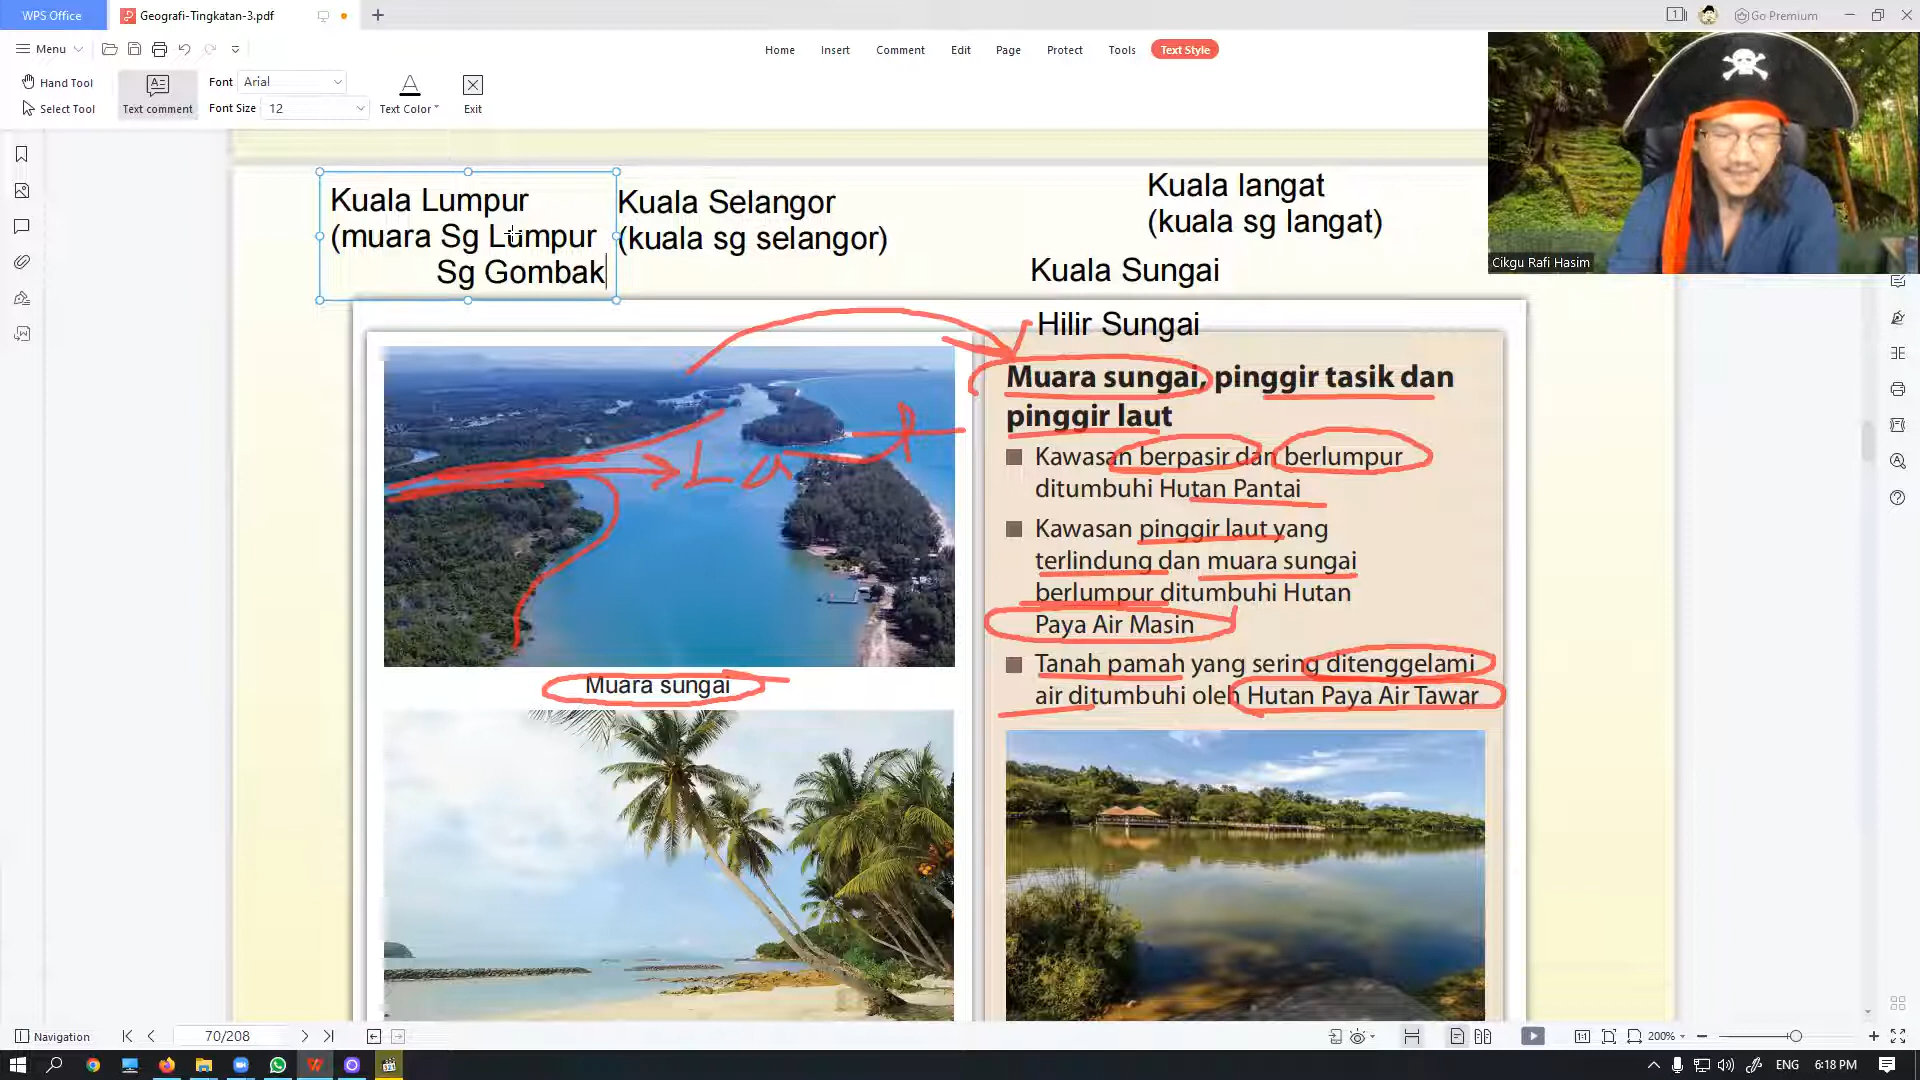 WPS Office
Geografi-Tingkatan-3.pdf
Go Premium
Menu
Home Insert Comment Edit Page Protect Tools Text Style
Hand Tool
Select Tool
Text comment
Font Arial
Font Size 12
Text Color
Exit
Kuala Lumpur
(muara Sg Lumpur
Sg Gombak
Kuala Selangor
(kuala sg selangor)
Kuala langat
(kuala sg langat)
Kuala Sungai
Hilir Sungai
Cikgu Rafi Hasim
Laut
Muara sungai
Muara sungai, pinggir tasik dan
pinggir laut
Kawasan berpasir dan berlumpur
ditumbuhi Hutan Pantai
Kawasan pinggir laut yang
terlindung dan muara sungai
berlumpur ditumbuhi Hutan
Paya Air Masin
Tanah pamah yang sering ditenggelami
air ditumbuhi oleh Hutan Paya Air Tawar
Navigation
70/208
200%
ENG
6:18 PM